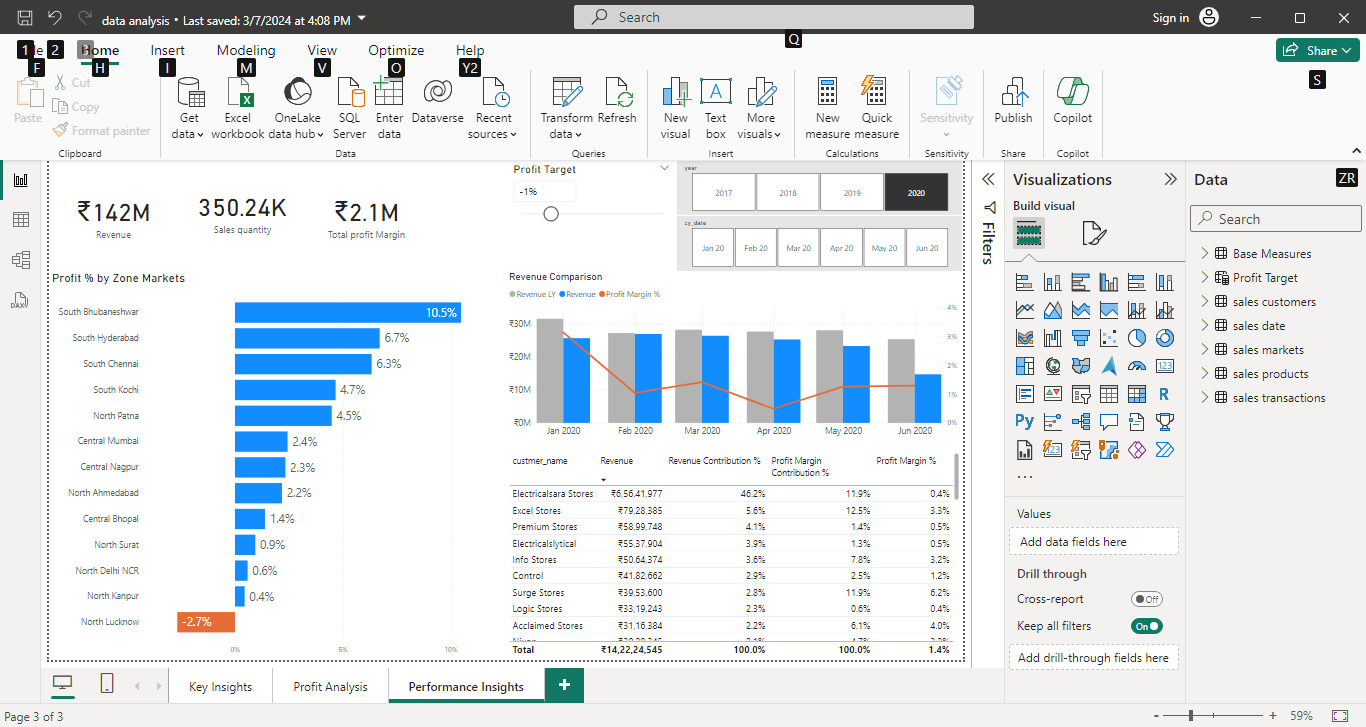 data analysis • Last saved: 3/7/2024 at 4:08 PM
Search
Sign in
Q
1 2
Home
Insert
Modeling
View
Optimize
Help
Share
F
H
I
M
V
O
Y2
S
Paste
Cut
Copy
Format painter
Clipboard
Get data
Excel workbook
OneLake data hub
SQL Server
Enter data
Dataverse
Recent sources
Data
Transform data
Refresh
Queries
New visual
Text box
More visuals
Insert
New measure
Quick measure
Calculations
Sensitivity
Sensitivity
Publish
Share
Copilot
Copilot
ZR
₹142M
Revenue
350.24K
Sales quantity
₹2.1M
Total profit Margin
Profit Target
-1%
year
2017 2018 2019 2020
cy_date
Jan 20 Feb 20 Mar 20 Apr 20 May 20 Jun 20
Profit % by Zone Markets
South Bhubaneshwar 10.5%
South Hyderabad 6.7%
South Chennai 6.3%
South Kochi 4.7%
North Patna 4.5%
Central Mumbai 2.4%
Central Nagpur 2.3%
North Ahmedabad 2.2%
Central Bhopal 1.4%
North Surat 0.9%
North Delhi NCR 0.6%
North Kanpur 0.4%
North Lucknow -2.7%
0% 5% 10%
Revenue Comparison
Revenue LY Revenue Profit Margin %
₹30M
₹20M
₹10M
₹0M
4%
3%
2%
1%
0%
Jan 2020 Feb 2020 Mar 2020 Apr 2020 May 2020 Jun 2020
custmer_name Revenue Revenue Contribution % Profit Margin Contribution % Profit Margin %
Electricalsara Stores ₹6,56,41,977 46.2% 11.9% 0.4%
Excel Stores ₹79,28,385 5.6% 12.5% 3.3%
Premium Stores ₹58,99,748 4.1% 1.4% 0.5%
Electricalslytical ₹55,37,904 3.9% 1.3% 0.5%
Info Stores ₹50,64,374 3.6% 7.8% 3.2%
Control ₹41,82,662 2.9% 2.5% 1.2%
Surge Stores ₹39,53,600 2.8% 11.9% 6.2%
Logic Stores ₹33,19,243 2.3% 0.6% 0.4%
Acclaimed Stores ₹31,16,384 2.2% 6.1% 4.0%
Total ₹14,22,24,545 100.0% 100.0% 1.4%
Filters
Visualizations
Build visual
123
R
Py
123
...
Values
Add data fields here
Drill through
Cross-report Off
Keep all filters On
Add drill-through fields here
Data
Search
Base Measures
Profit Target
sales customers
sales date
sales markets
sales products
sales transactions
DAX
Key Insights
Profit Analysis
Performance Insights
+
Page 3 of 3
- + 59%